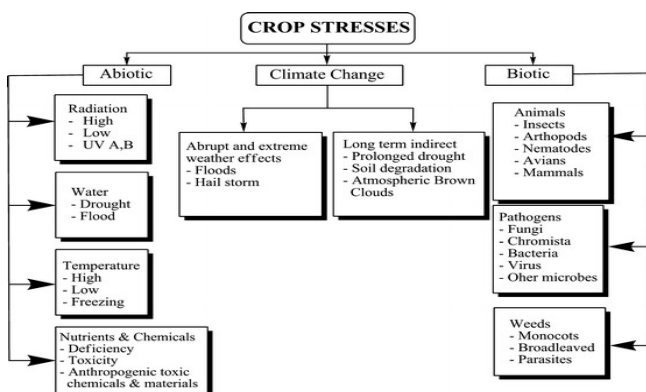 CROP STRESSES
Abiotic
Climate Change
Biotic
Radiation
- High
- Low
- UV A,B
Water
- Drought
- Flood
Temperature
- High
- Low
- Freezing
Nutrients & Chemicals
- Deficiency
- Toxicity
- Anthropogenic toxic
chemicals & materials
Abrupt and extreme
weather effects
- Floods
- Hail storm
Long term indirect
- Prolonged drought
- Soil degradation
- Atmospheric Brown
Clouds
Animals
- Insects
- Arthopods
- Nematodes
- Avians
- Mammals
Pathogens
- Fungi
- Chromista
- Bacteria
- Virus
- Oher microbes
Weeds
- Monocots
- Broadleaved
- Parasites